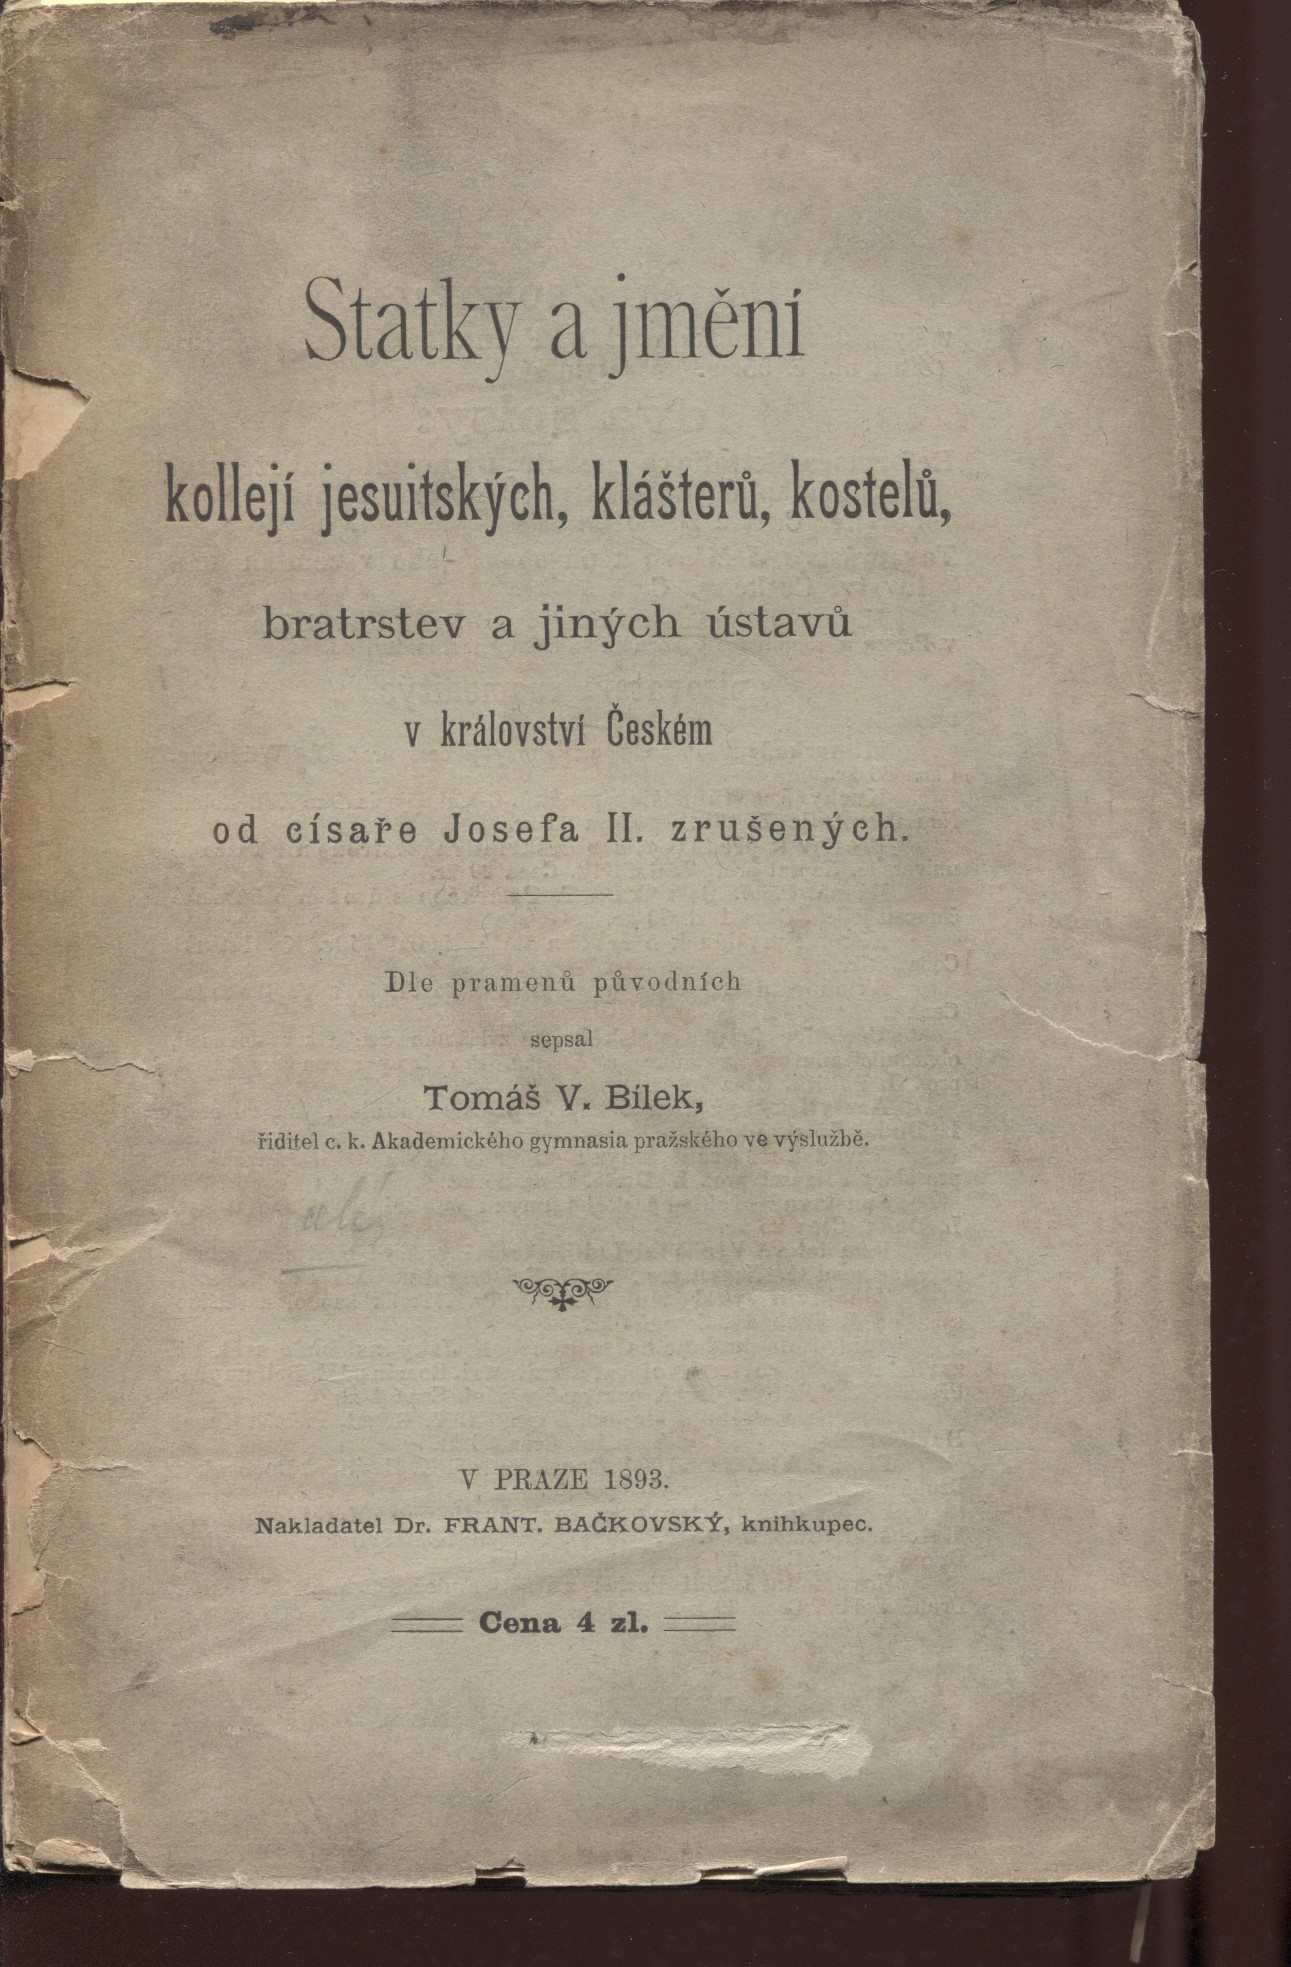 Statky a jmění
kollejí jesuitských, klášterů, kostelů,
bratrstev a jiných ústavů
v království Českém
od císaře Josefa II. zrušených.
Dle pramenů původních
sepsal
Tomáš V. Bílek,
řiditel c. k. Akademického gymnasia pražského ve výslužbě.
V PRAZE 1893.
Nakladatel Dr. FRANT. BAČKOVSKÝ, knihkupec.
Cena 4 zl.